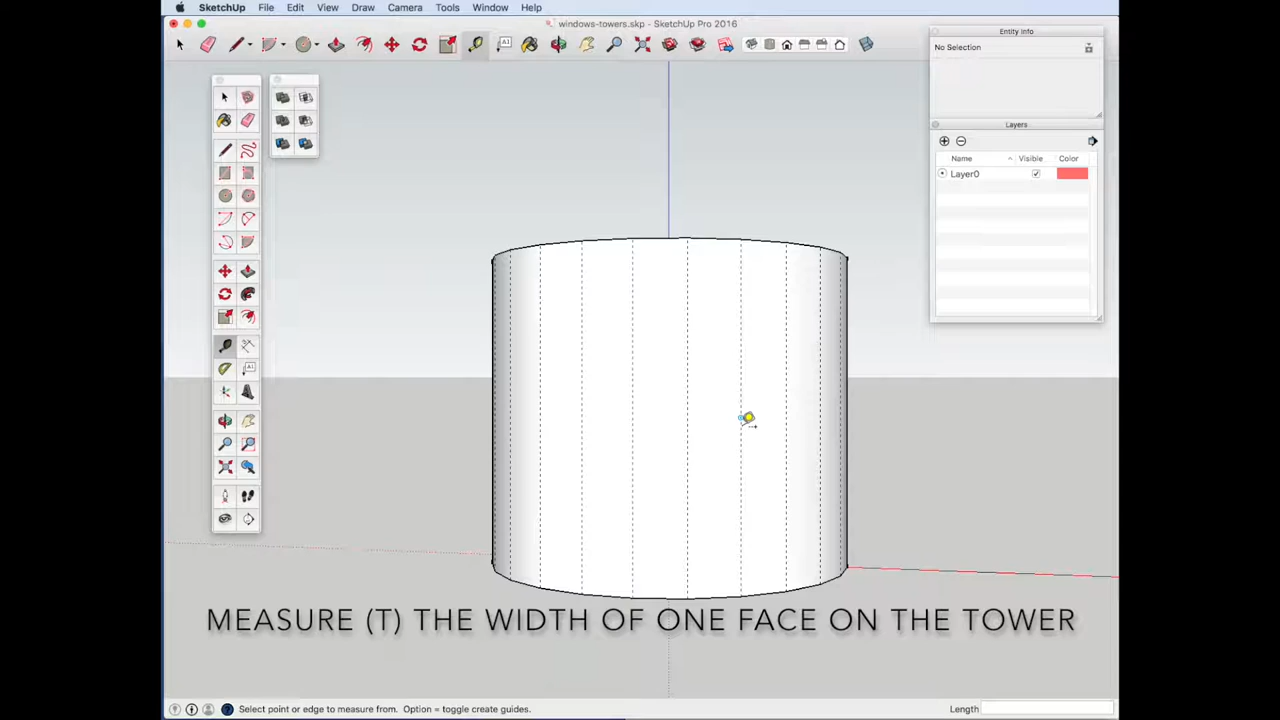 SketchUp File Edit View Draw Camera Tools Window Help
windows-towers.skp - SketchUp Pro 2016
Entity Info
No Selection
Layers
Name Visible Color
Layer0
MEASURE (T) THE WIDTH OF ONE FACE ON THE TOWER
Select point or edge to measure from. Option = toggle create guides.
Length